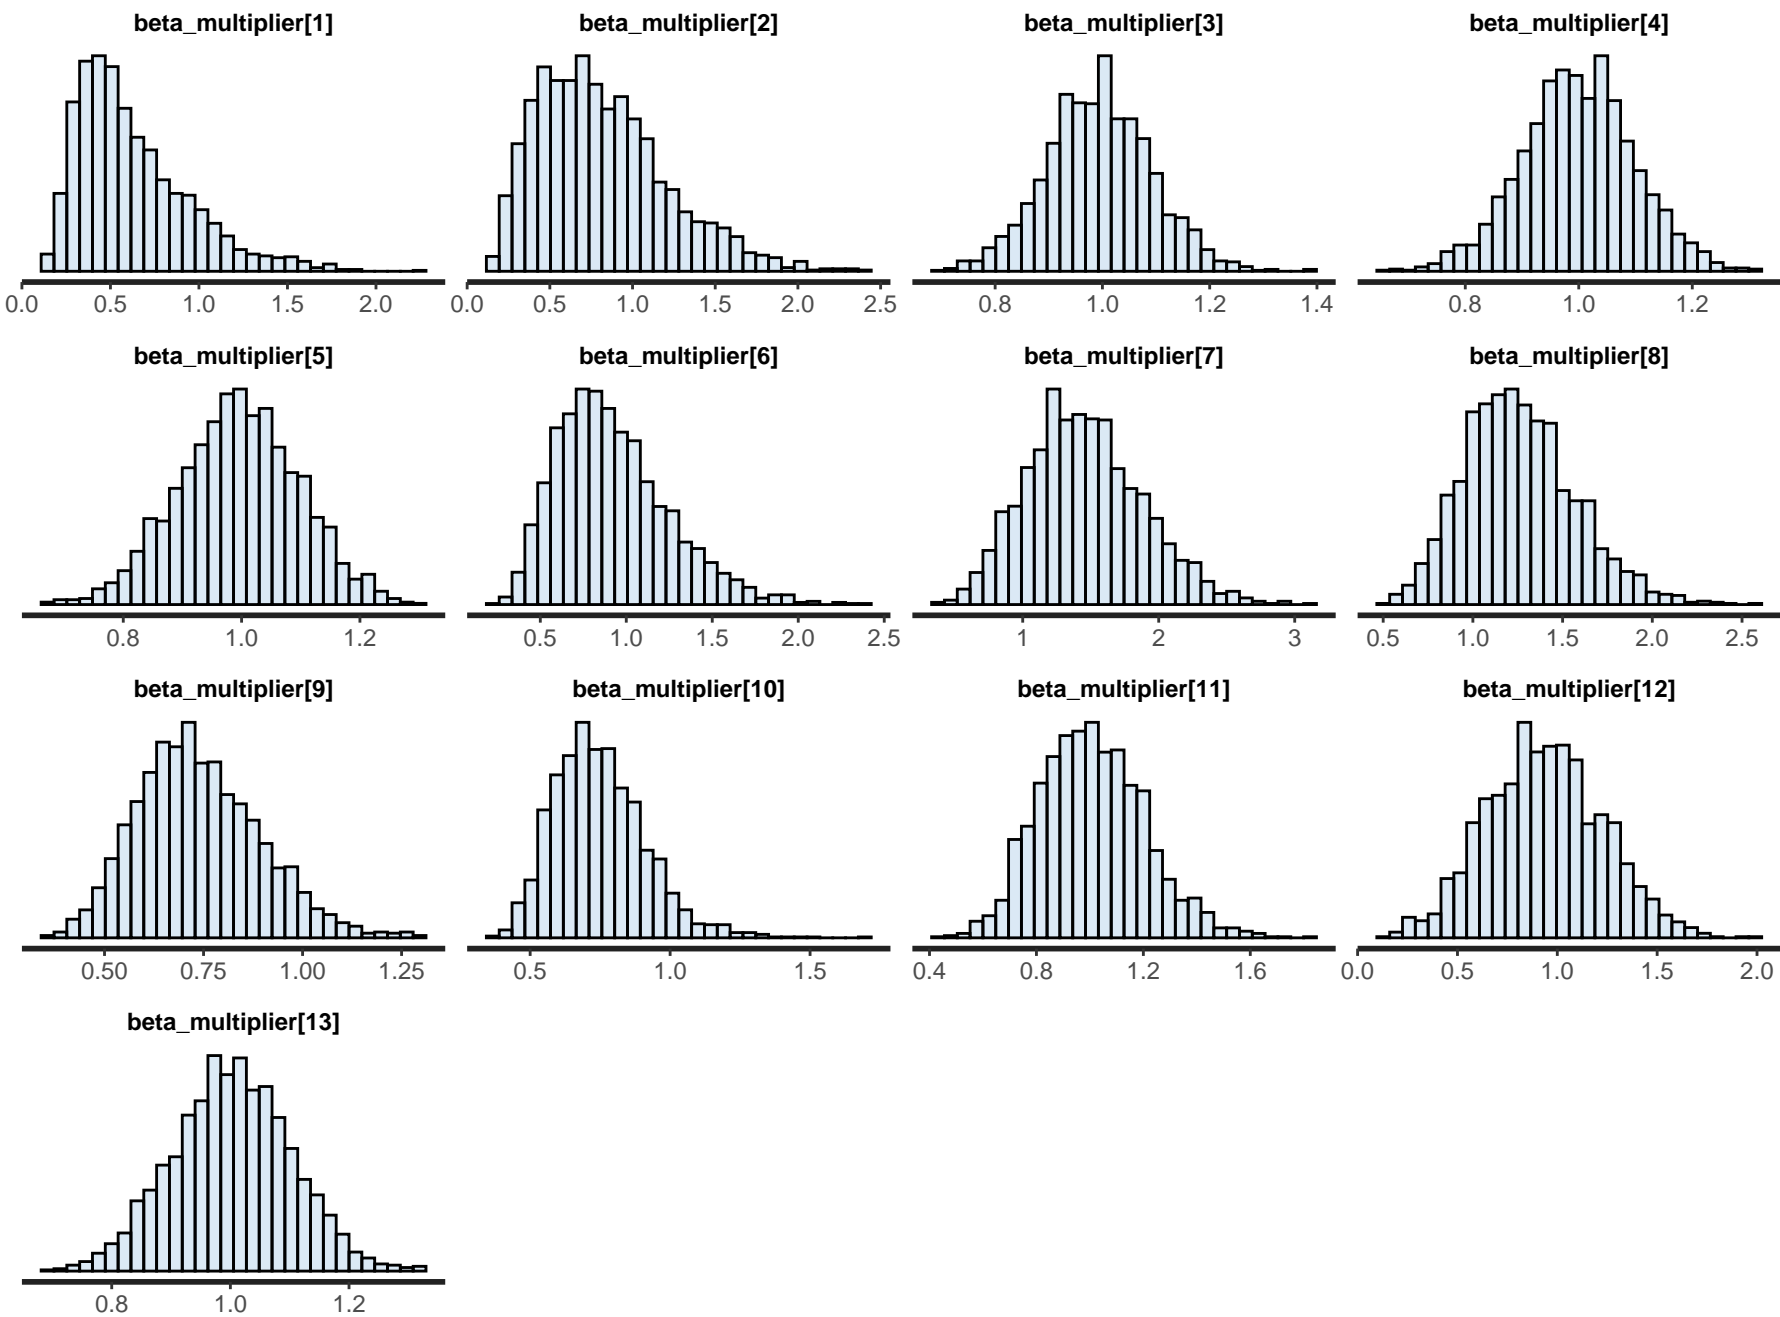 beta_multiplier[1] beta_multiplier[2] beta_multiplier[3] beta_multiplier[4]
0.0 0.5 1.0 1.5 2.0 0.0 0.5 1.0 1.5 2.0 2.5 0.8 1.0 1.2 1.4 0.8 1.0 1.2
beta_multiplier[5] beta_multiplier[6] beta_multiplier[7] beta_multiplier[8]
0.8 1.0 1.2 0.5 1.0 1.5 2.0 2.5 1 2 3 0.5 1.0 1.5 2.0 2.5
beta_multiplier[9] beta_multiplier[10] beta_multiplier[11] beta_multiplier[12]
0.50 0.75 1.00 1.25 0.5 1.0 1.5 0.4 0.8 1.2 1.6 0.0 0.5 1.0 1.5 2.0
beta_multiplier[13]
0.8 1.0 1.2